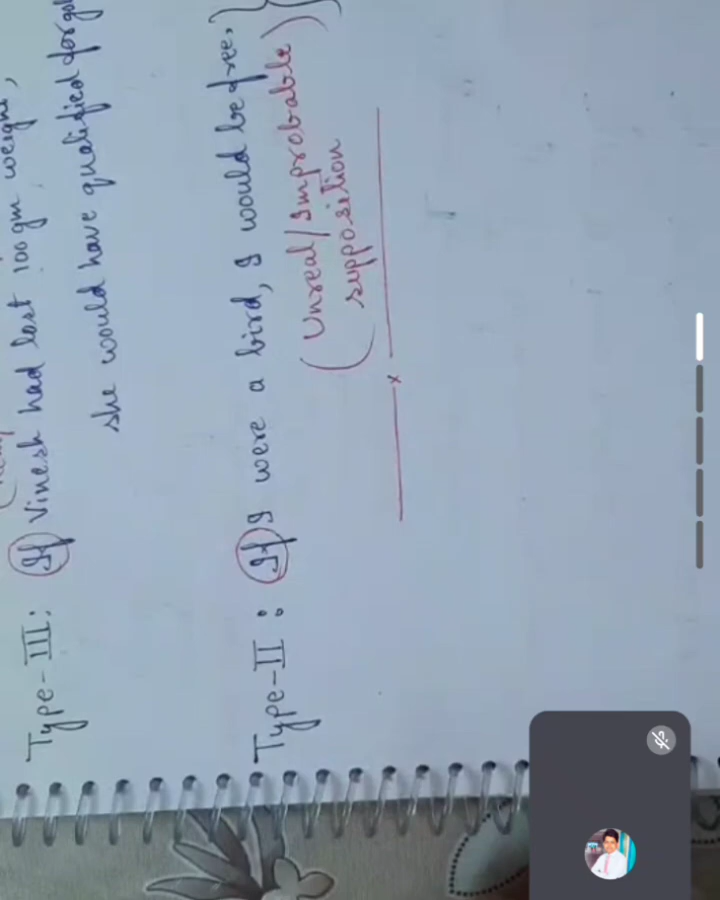 Type-III: If Vinesh had lost 100 gm weight,
she would have qualified for
Type-II: If I were a bird, I would be free.
(Unreal/Improbable
supposition)
x